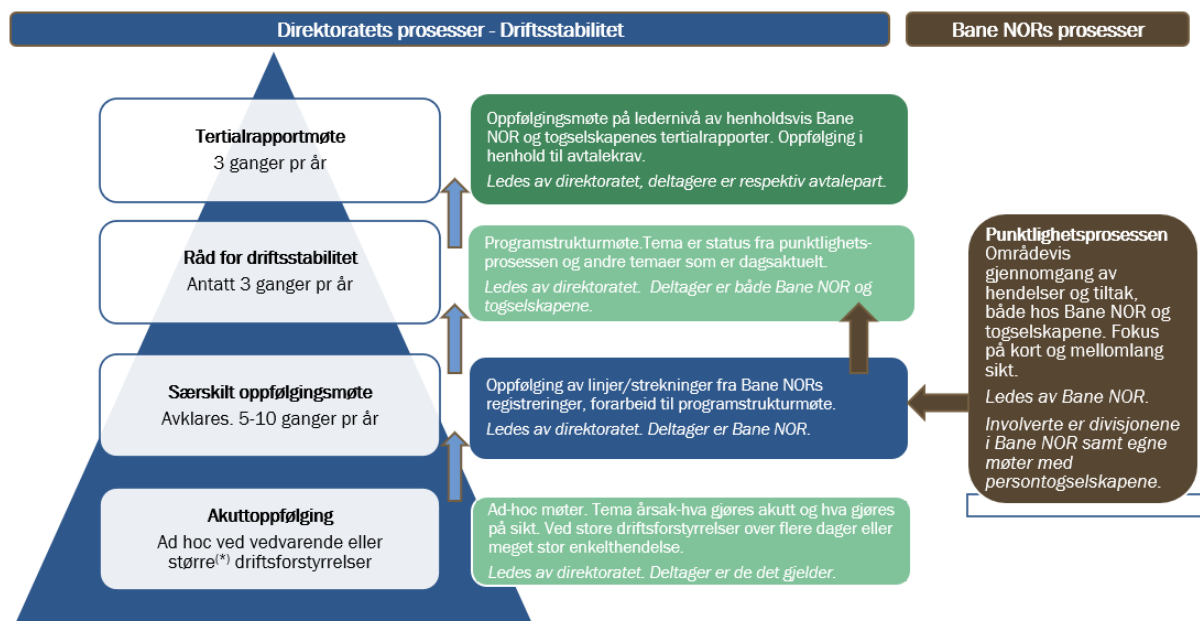 Direktoratets prosesser - Driftsstabilitet
Bane NORs prosesser
Tertialrapportmøte
3 ganger pr år
Oppfølgingsmøte på ledernivå av henholdsvis Bane
NOR og togselskapenes tertialrapporter. Oppfølging i
henhold til avtalekrav.
Ledes av direktoratet, deltagere er respektiv avtalepart.
Råd for driftsstabilitet
Antatt 3 ganger pr år
Programstrukturmøte.Tema er status fra punktlighets-
prosessen og andre temaer som er dagsaktuelt.
Ledes av direktoratet. Deltager er både Bane NOR og
togselskapene.
Særskilt oppfølgingsmøte
Avklares. 5-10 ganger pr år
Oppfølging av linjer/strekninger fra Bane NORs
registreringer, forarbeid til programstrukturmøte.
Ledes av direktoratet. Deltager er Bane NOR.
Akuttoppfølging
Ad hoc ved vedvarende eller
større(*) driftsforstyrrelser
Ad-hoc møter. Tema årsak-hva gjøres akutt og hva gjøres
på sikt. Ved store driftsforstyrrelser over flere dager eller
meget stor enkelthendelse.
Ledes av direktoratet. Deltager er de det gjelder.
Punktlighetsprosessen
Områdevis
gjennomgang av
hendelser og tiltak,
både hos Bane NOR og
togselskapene. Fokus
på kort og mellomlang
sikt.
Ledes av Bane NOR.
Involverte er divisjonene
i Bane NOR samt egne
møter med
persontogselskapene.